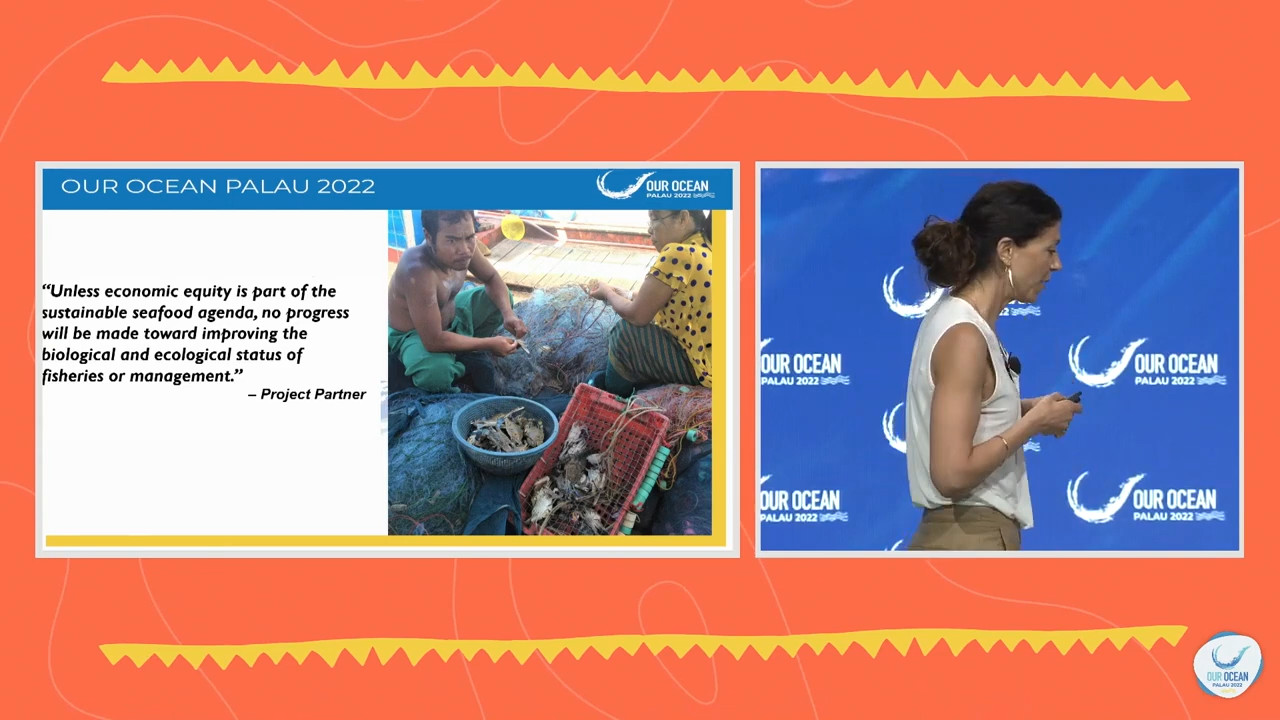 OUR OCEAN PALAU 2022
OUR OCEAN
PALAU 2022
“Unless economic equity is part of the
sustainable seafood agenda, no progress
will be made toward improving the
biological and ecological status of
fisheries or management.”
– Project Partner
OUR OCEAN
PALAU 2022
OUR OCEAN
PALAU 2022
OUR OCEAN
PALAU 2022
OUR OCEAN
PALAU 2022
OUR OCEAN
PALAU 2022